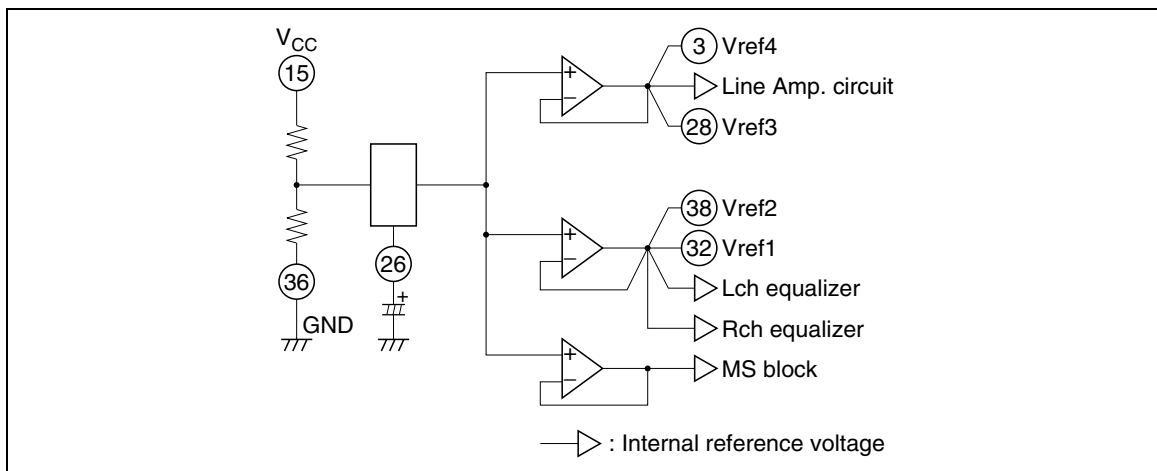 V_CC
15
36
GND
26
+
+
−
3 Vref4
Line Amp. circuit
28 Vref3
+
−
38 Vref2
32 Vref1
Lch equalizer
Rch equalizer
+
−
MS block
: Internal reference voltage